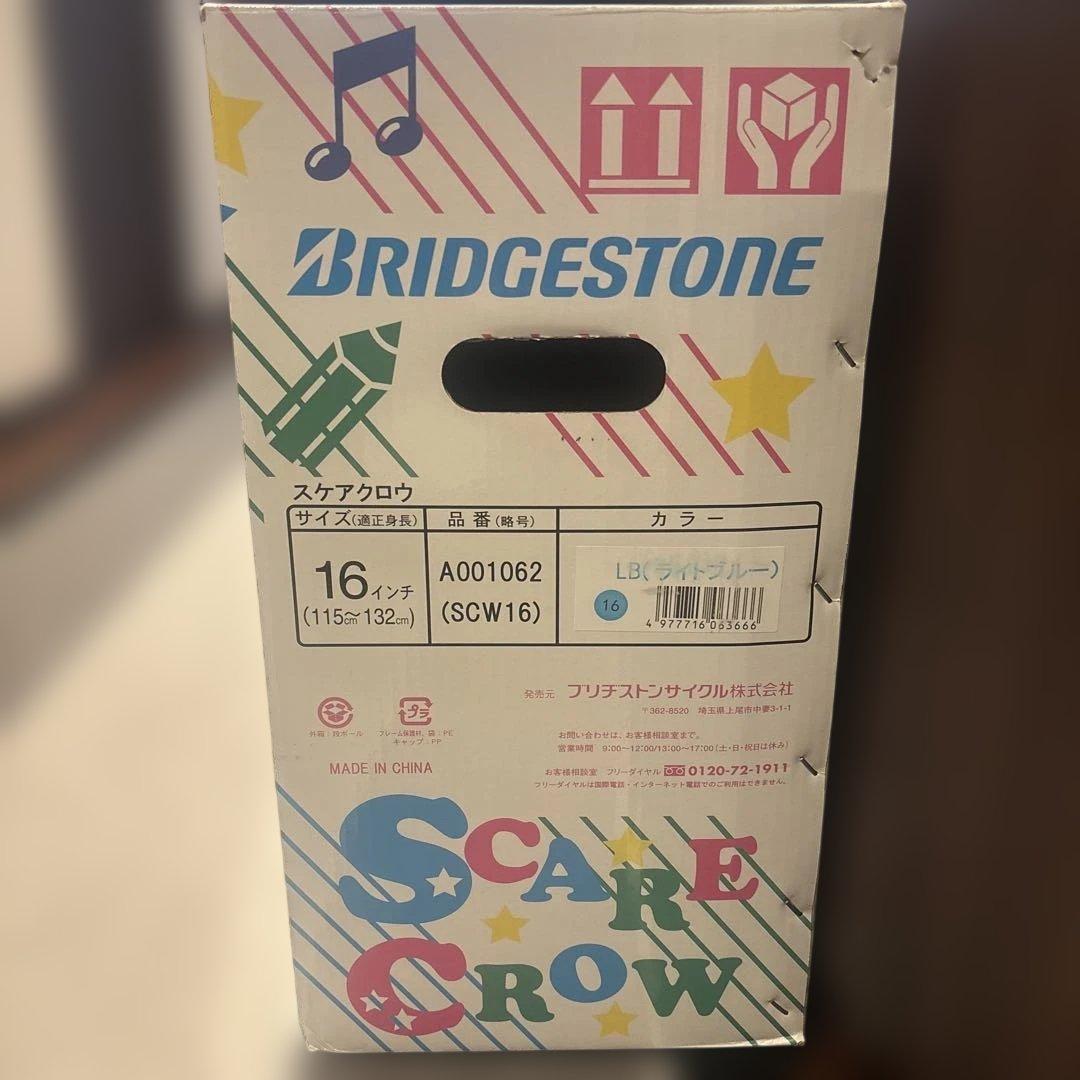 BRIDGESTONE
スケアクロウ
サイズ(適正身長) 品番(略号) カラー
16インチ A001062 LB(ライトブルー)
(115cm～132cm) (SCW16) 16
4 977716 063666
発売元 ブリヂストンサイクル株式会社
〒362-8520 埼玉県上尾市中妻3-1-1
外箱：段ボール
プラ
フレーム保護材、袋：PE
キャップ：PP
お問い合わせは、お客様相談室まで。
営業時間 9:00～12:00/13:00～17:00(土・日・祝日は休み)
MADE IN CHINA
お客様相談室 フリーダイヤル 0120-72-1911
フリーダイヤルは国際電話・インターネット電話でのご利用はできません。
SCARE
CROW